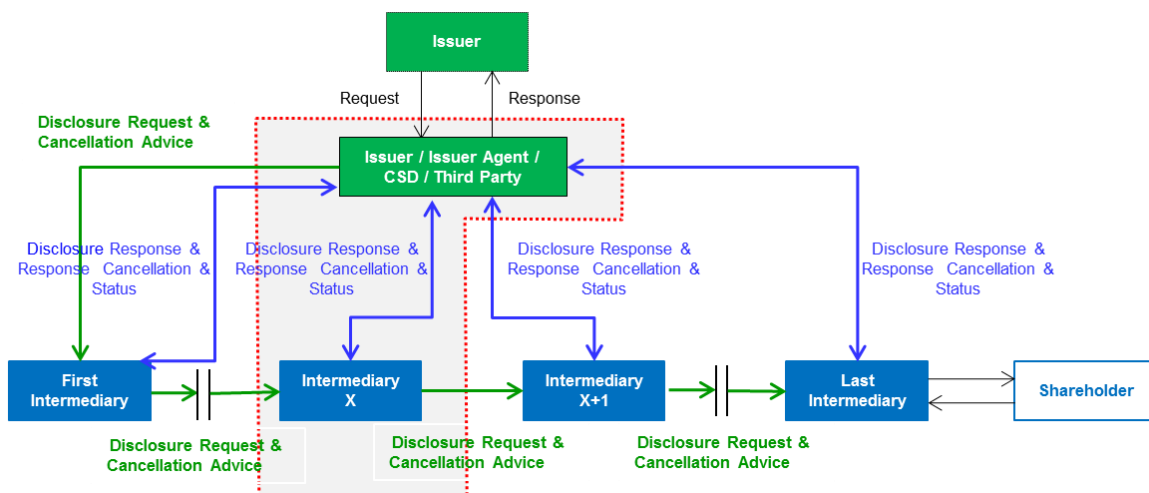 Issuer
Request
Response
Disclosure Request &
Cancellation Advice
Issuer / Issuer Agent /
CSD / Third Party
Disclosure Response &
Response Cancellation &
Status
Disclosure Response &
Response Cancellation &
Status
Disclosure Response &
Response Cancellation &
Status
Disclosure Response &
Response Cancellation &
Status
First
Intermediary
Intermediary
X
Intermediary
X+1
Last
Intermediary
Shareholder
Disclosure Request &
Cancellation Advice
Disclosure Request &
Cancellation Advice
Disclosure Request &
Cancellation Advice